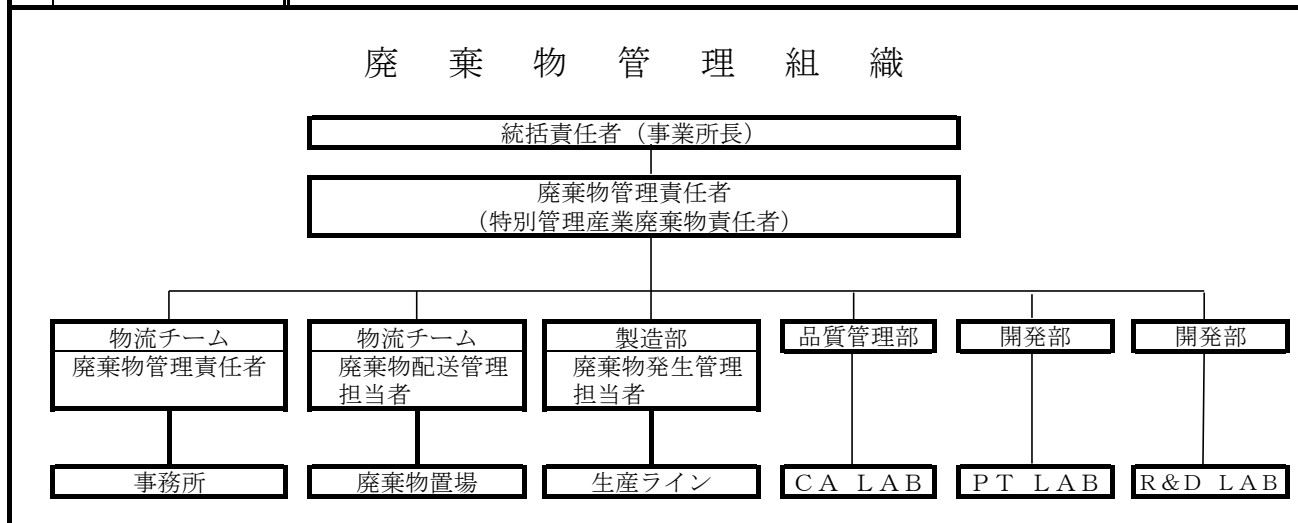 廃棄物管理組織
統括責任者（事業所長）
廃棄物管理責任者
（特別管理産業廃棄物責任者）
物流チーム
廃棄物管理責任者
物流チーム
廃棄物配送管理
担当者
製造部
廃棄物発生管理
担当者
品質管理部
開発部
開発部
事務所
廃棄物置場
生産ライン
ＣＡ ＬＡＢ
ＰＴ ＬＡＢ
Ｒ&Ｄ ＬＡＢ